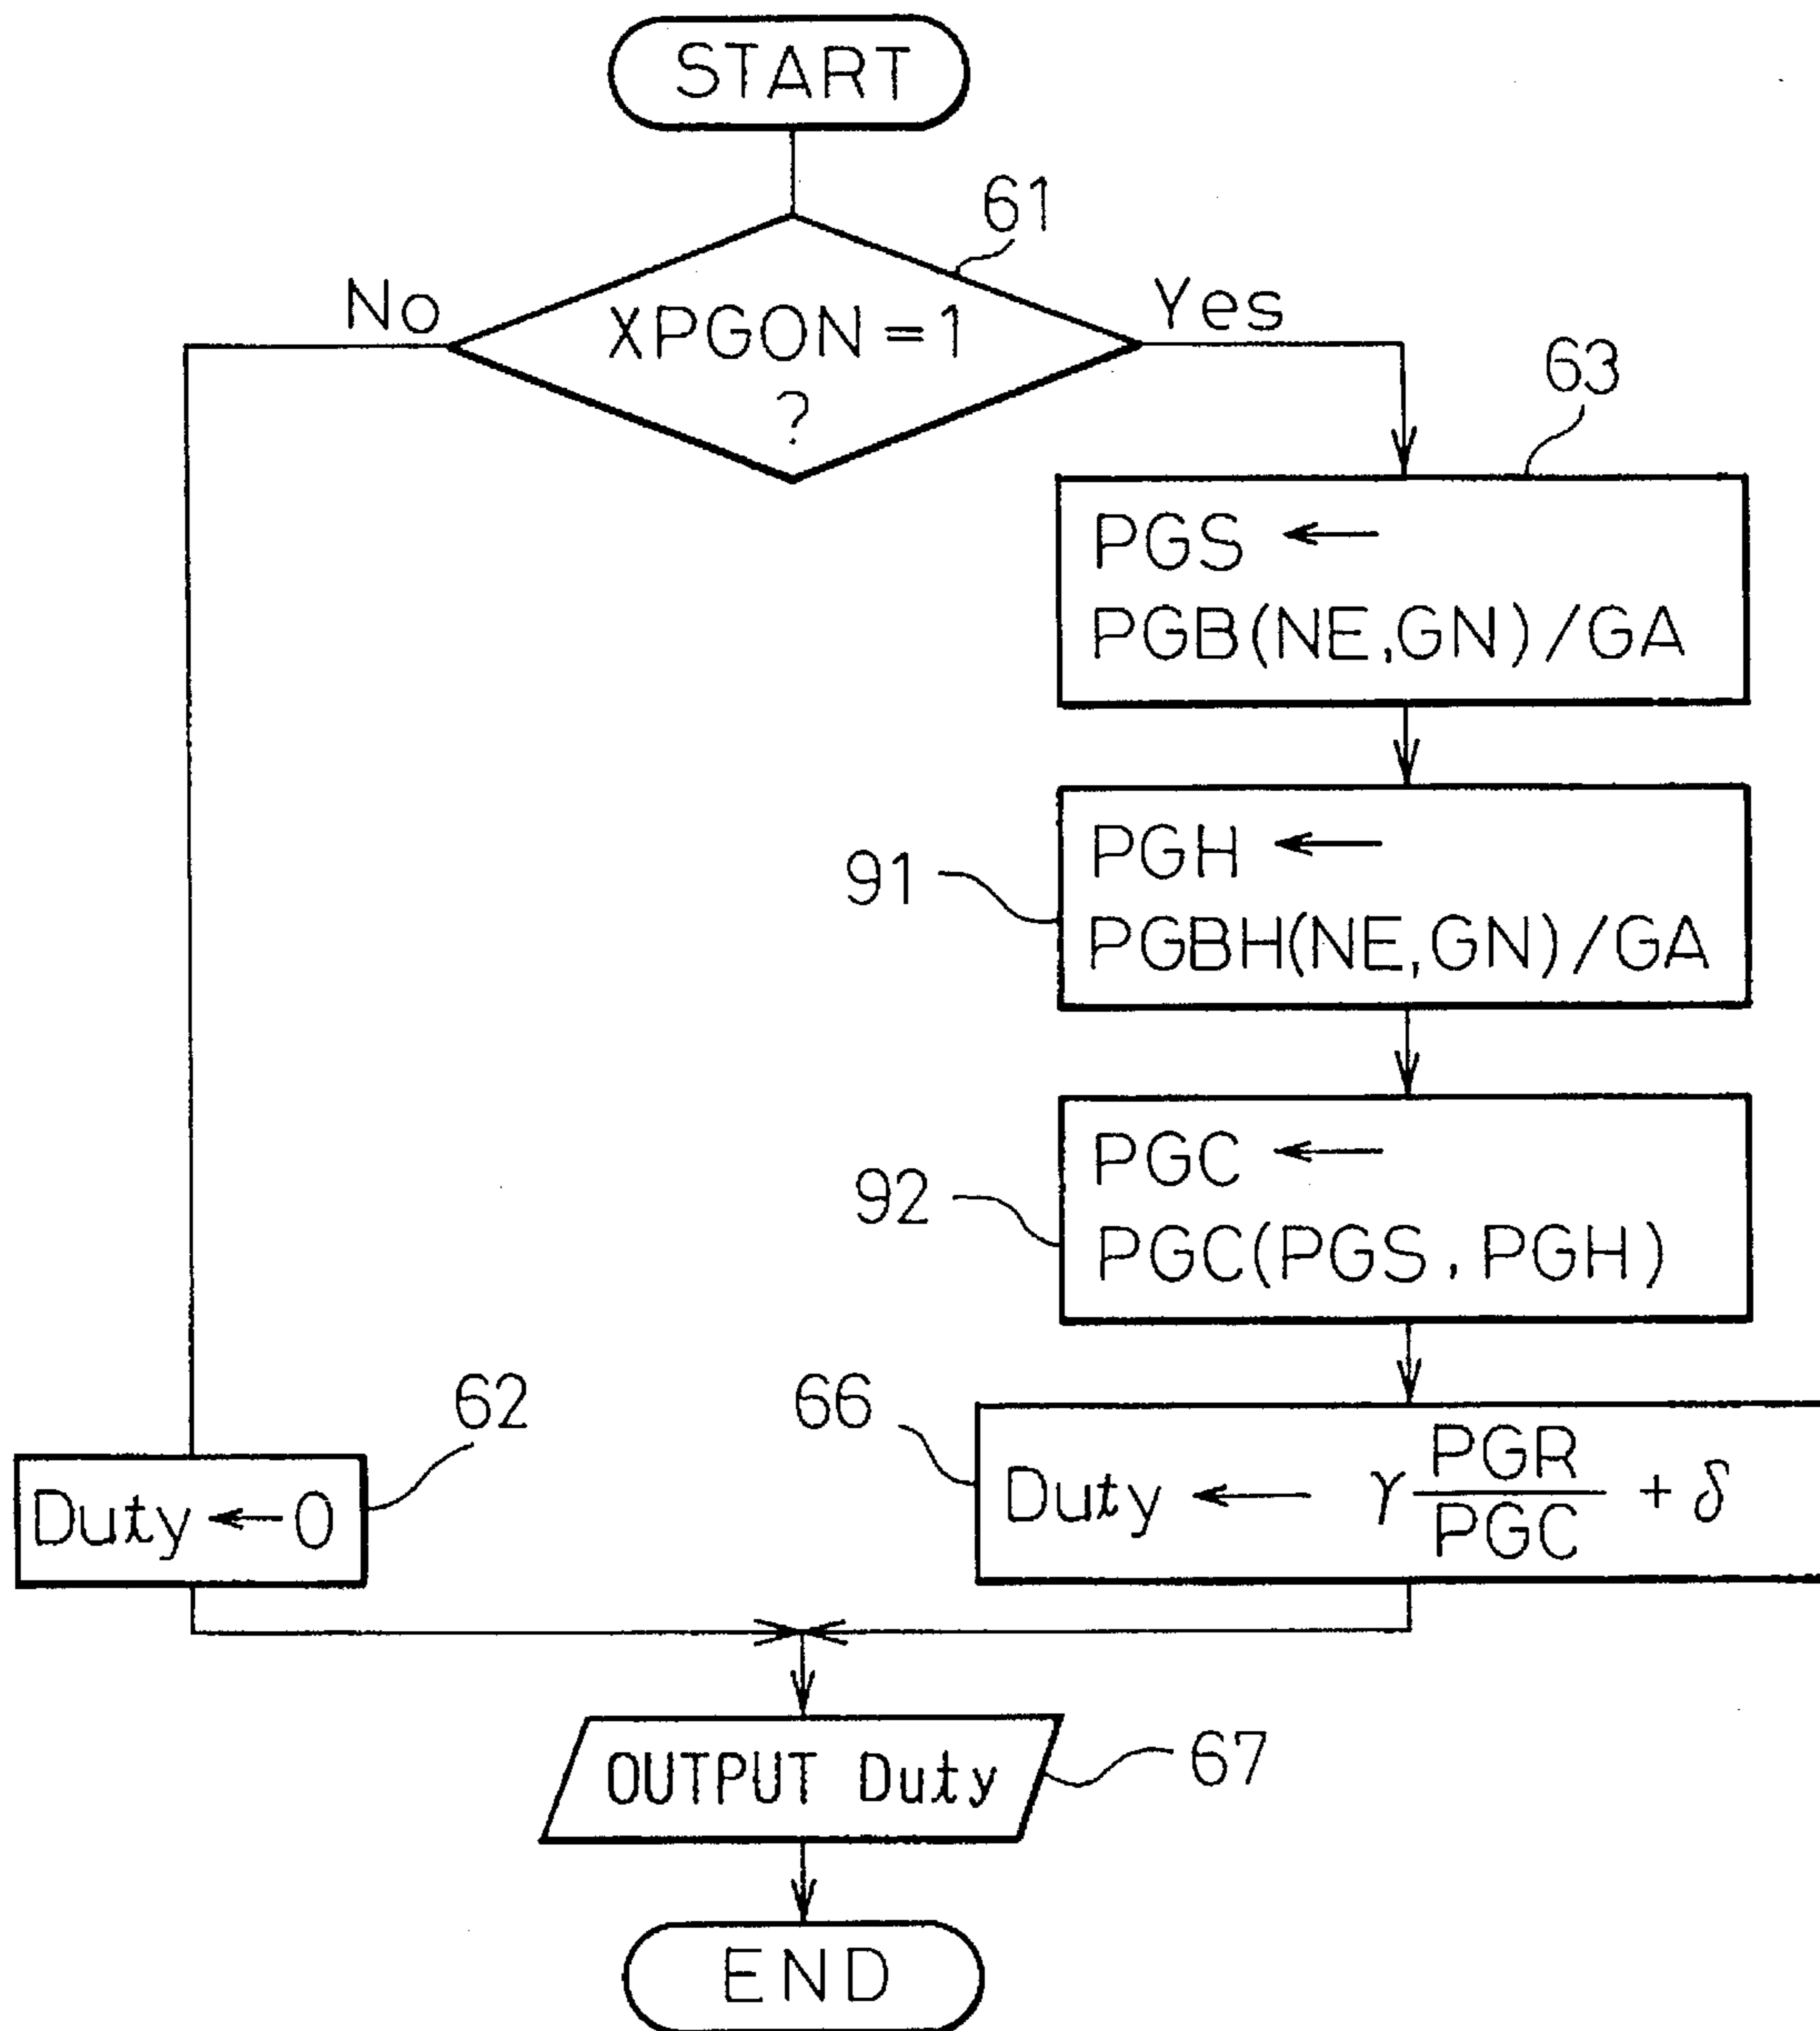 START
61
No
Yes
XPGON=1
?
63
PGS ←
PGB(NE,GN)/GA
91
PGH ←
PGBH(NE,GN)/GA
92
PGC ←
PGC(PGS,PGH)
62
Duty←0
66
Duty ← γ PGR/PGC + δ
OUTPUT Duty
67
END